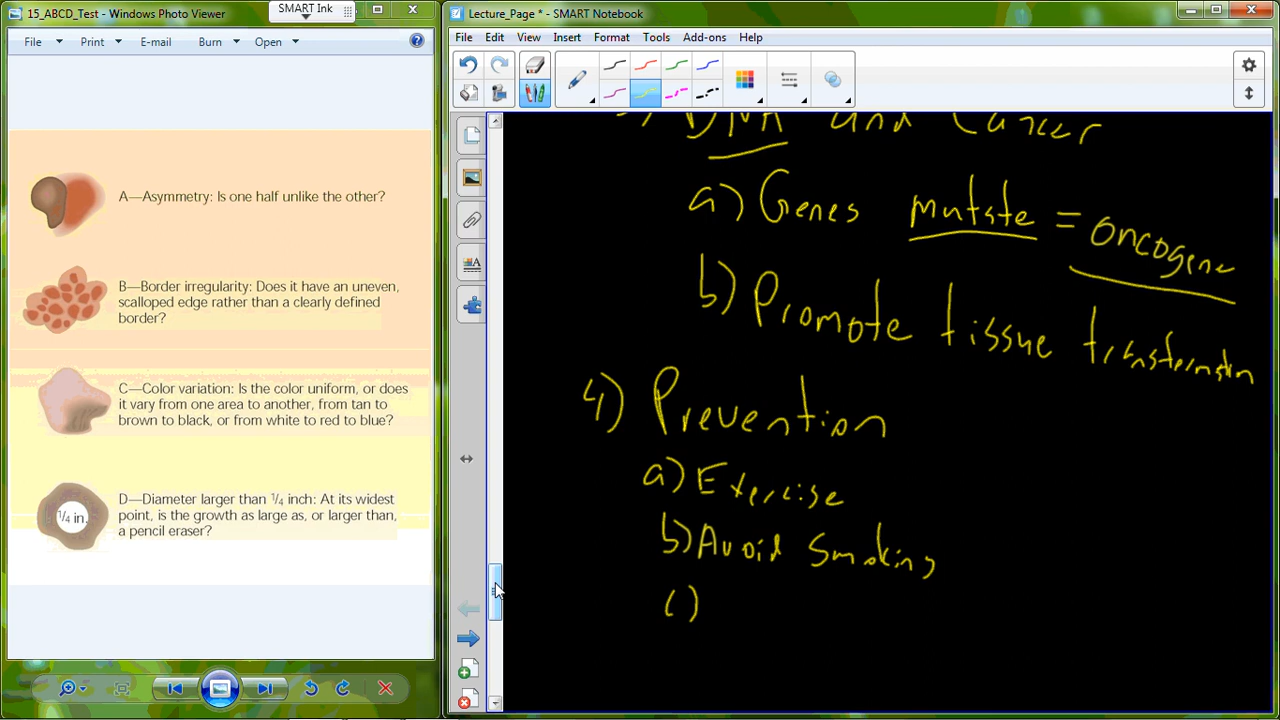 15_ABCD_Test - Windows Photo Viewer
SMART Ink
File Print E-mail Burn Open
A—Asymmetry: Is one half unlike the other?
B—Border irregularity: Does it have an uneven,
scalloped edge rather than a clearly defined
border?
C—Color variation: Is the color uniform, or does
it vary from one area to another, from tan to
brown to black, or from white to red to blue?
1/4 in.
D—Diameter larger than 1/4 inch: At its widest
point, is the growth as large as, or larger than,
a pencil eraser?
Lecture_Page * - SMART Notebook
File Edit View Insert Format Tools Add-ons Help
DNA and Cancer
a) Genes mutate = oncogene
b) Promote tissue transformation
4) Prevention
a) Exercise
b) Avoid Smoking
c)